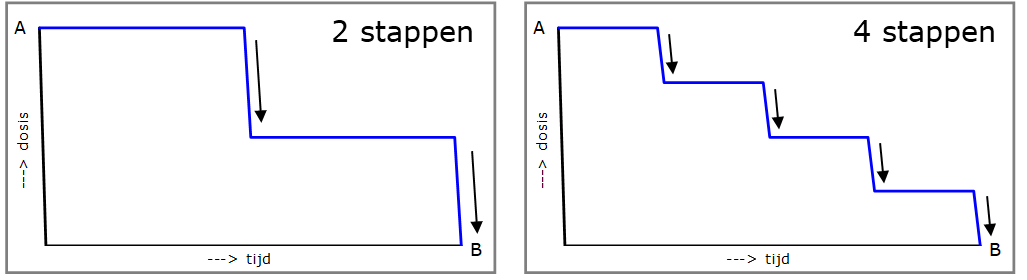 A
2 stappen
---> dosis
B
---> tijd
A
4 stappen
---> dosis
B
---> tijd